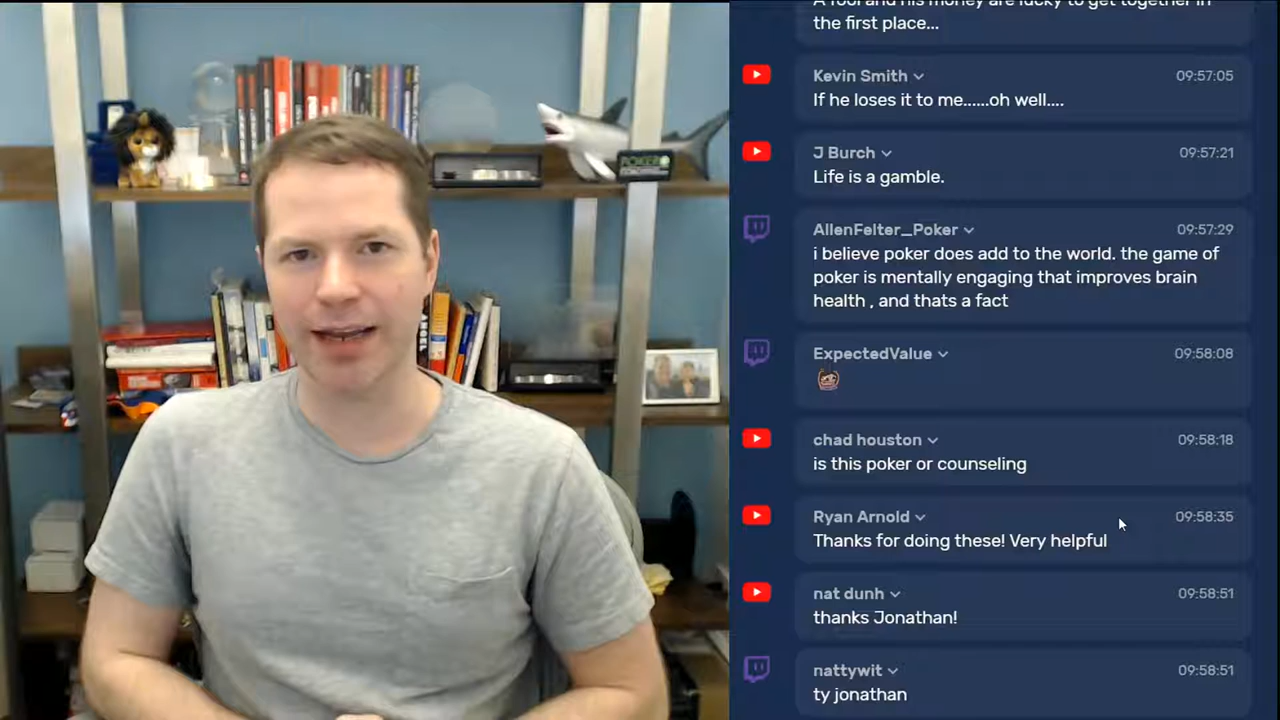 A fool and his money are lucky to get together in
the first place...
Kevin Smith 09:57:05
If he loses it to me......oh well....
J Burch 09:57:21
Life is a gamble.
AllenFelter_Poker 09:57:29
i believe poker does add to the world. the game of
poker is mentally engaging that improves brain
health , and thats a fact
ExpectedValue 09:58:08
chad houston 09:58:18
is this poker or counseling
Ryan Arnold 09:58:35
Thanks for doing these! Very helpful
nat dunh 09:58:51
thanks Jonathan!
nattywit 09:58:51
ty jonathan
POKER
ANGEL